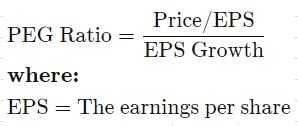 PEG Ratio = Price/EPS / EPS Growth
where:
EPS = The earnings per share